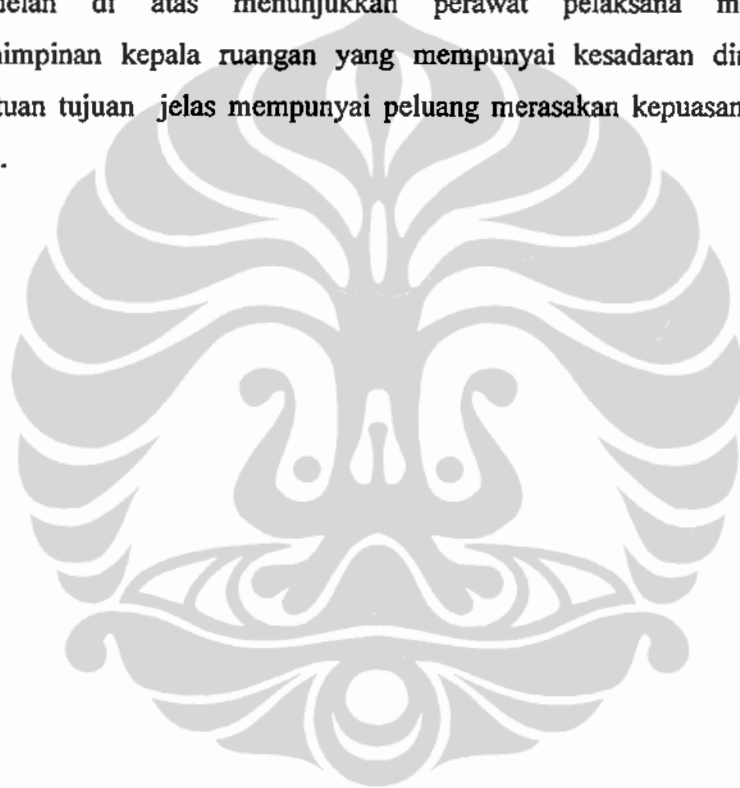 di atas menunjukkan perawat pelaksana
kepala ruangan yang mempunyai kesadaran
tujuan jelas mempunyai peluang merasakan kepuasan